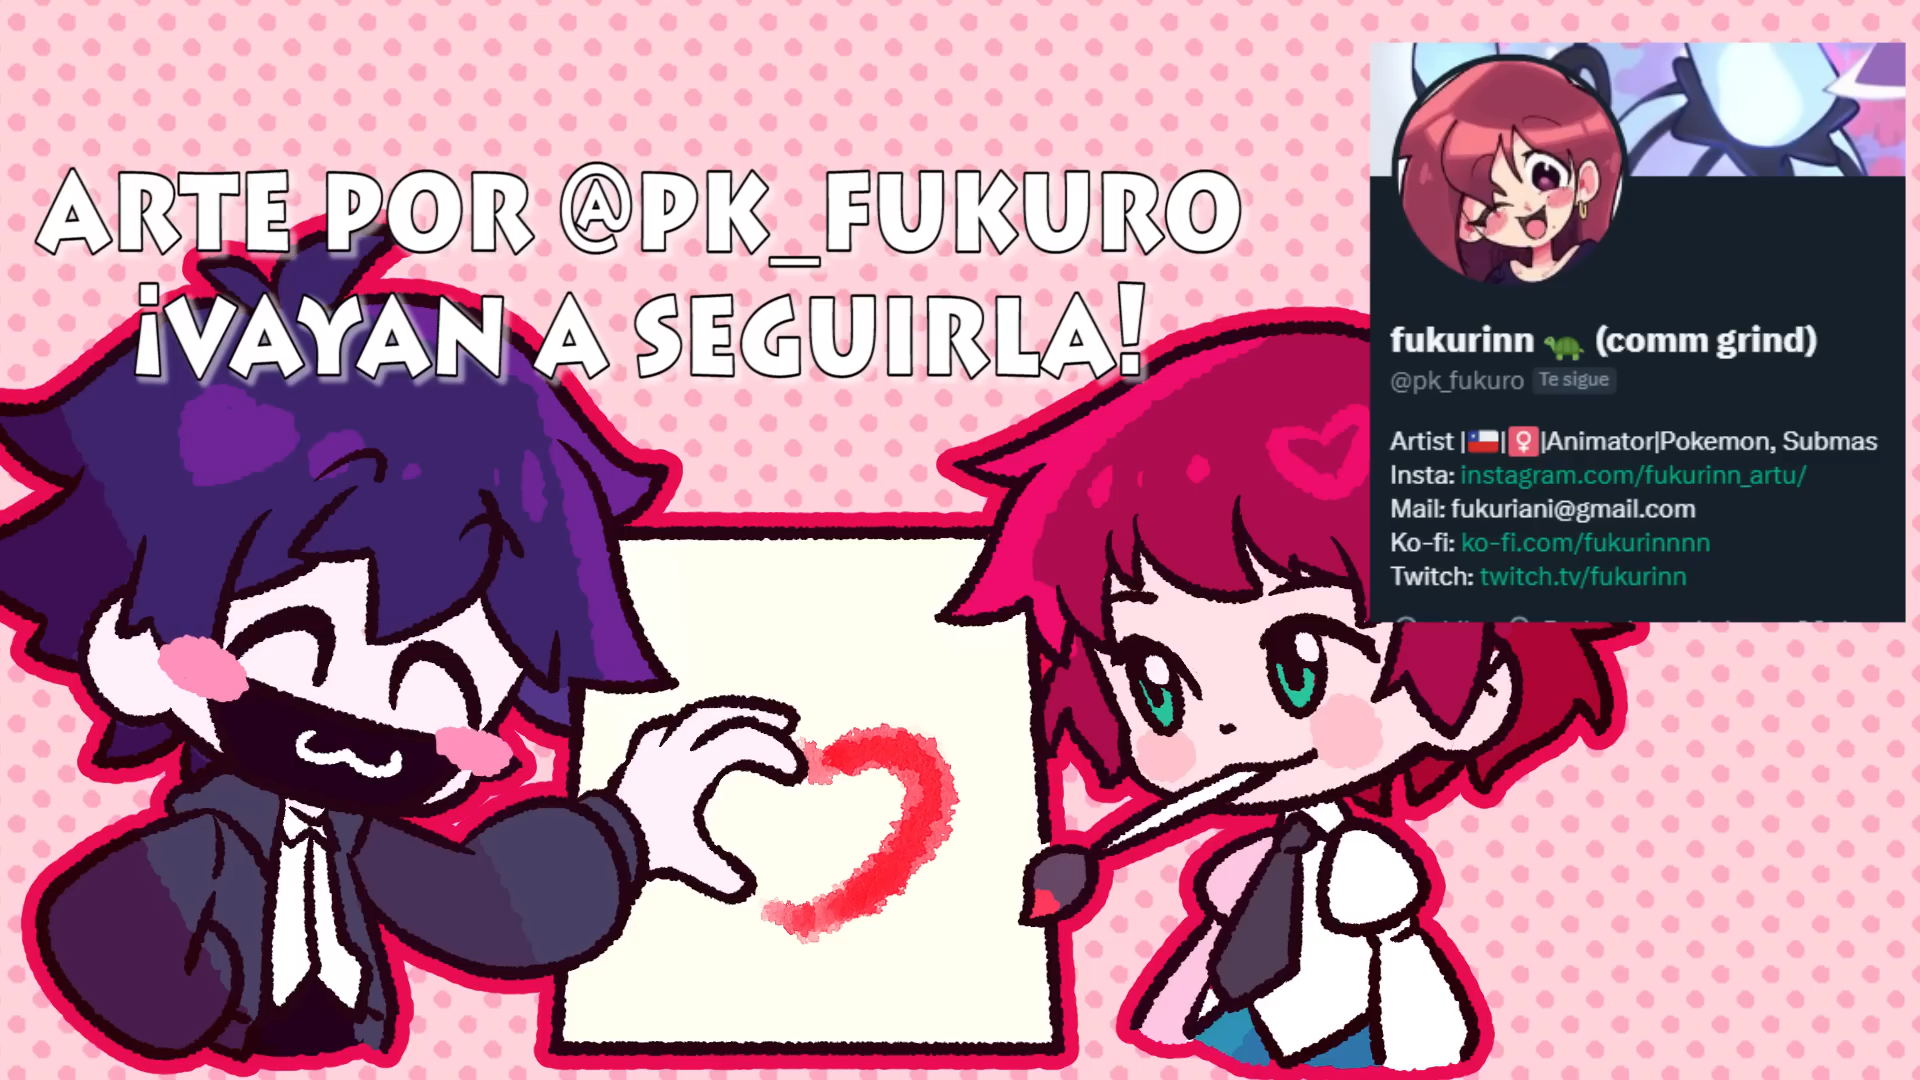 ARTE POR @PK_FUKURO
¡VAYAN A SEGUIRLA!
fukurinn 🐢 (comm grind)
@pk_fukuro Te sigue
Artist |🇨🇱|♀|Animator|Pokemon, Submas
Insta: instagram.com/fukurinn_artu/
Mail: fukuriani@gmail.com
Ko-fi: ko-fi.com/fukurinnnn
Twitch: twitch.tv/fukurinn